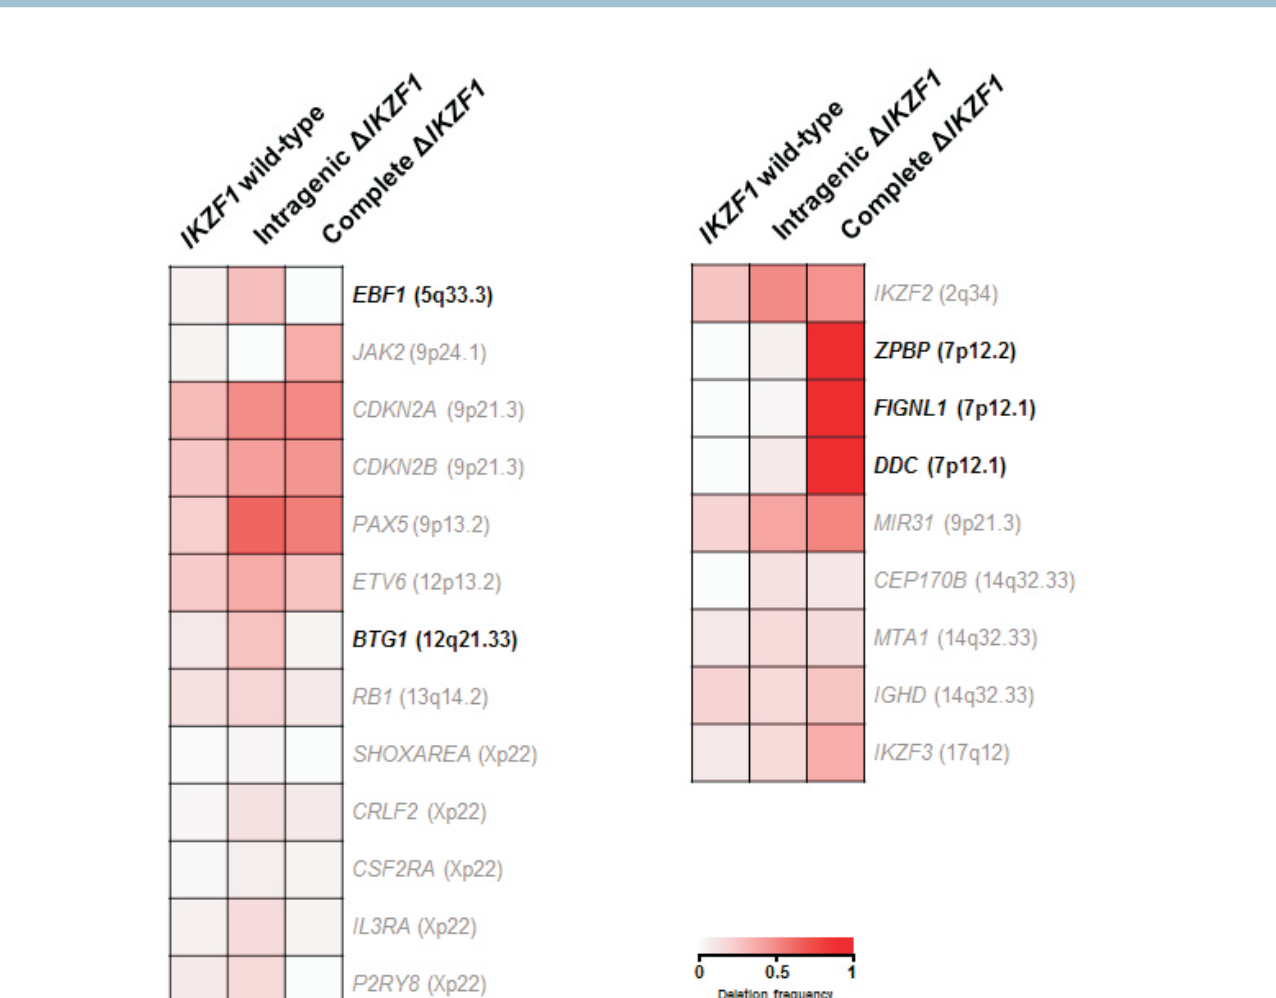 IKZF1 wild-type
Intragenic ΔIKZF1
Complete ΔIKZF1
EBF1 (5q33.3)
JAK2 (9p24.1)
CDKN2A (9p21.3)
CDKN2B (9p21.3)
PAX5 (9p13.2)
ETV6 (12p13.2)
BTG1 (12q21.33)
RB1 (13q14.2)
SHOXAREA (Xp22)
CRLF2 (Xp22)
CSF2RA (Xp22)
IL3RA (Xp22)
P2RY8 (Xp22)
IKZF1 wild-type
Intragenic ΔIKZF1
Complete ΔIKZF1
IKZF2 (2q34)
ZPBP (7p12.2)
FIGNL1 (7p12.1)
DDC (7p12.1)
MIR31 (9p21.3)
CEP170B (14q32.33)
MTA1 (14q32.33)
IGHD (14q32.33)
IKZF3 (17q12)
0 0.5 1
Deletion frequency